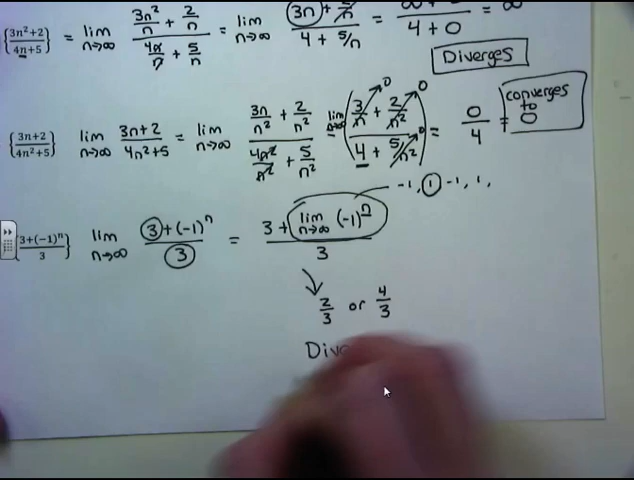 {3n²+2 / 4n+5} = lim n→∞ (3n²/n + 2/n) / (4n/n + 5/n) = lim n→∞ (3n + 2/n) / (4 + 5/n) = / 4 + 0 = ∞
Diverges
{3n+2 / 4n²+5} lim n→∞ (3n+2) / (4n²+5) = lim n→∞ (3n/n² + 2/n²) / (4n²/n² + 5/n²) = lim n→∞ (3/n + 2/n²) / (4 + 5/n²) = 0/4 = converges to 0
0 0 0
-1, 1 -1, 1,
{3+(-1)ⁿ / 3} lim n→∞ (3+(-1)ⁿ) / 3 = (3 + lim n→∞ (-1)ⁿ) / 3
2/3 or 4/3